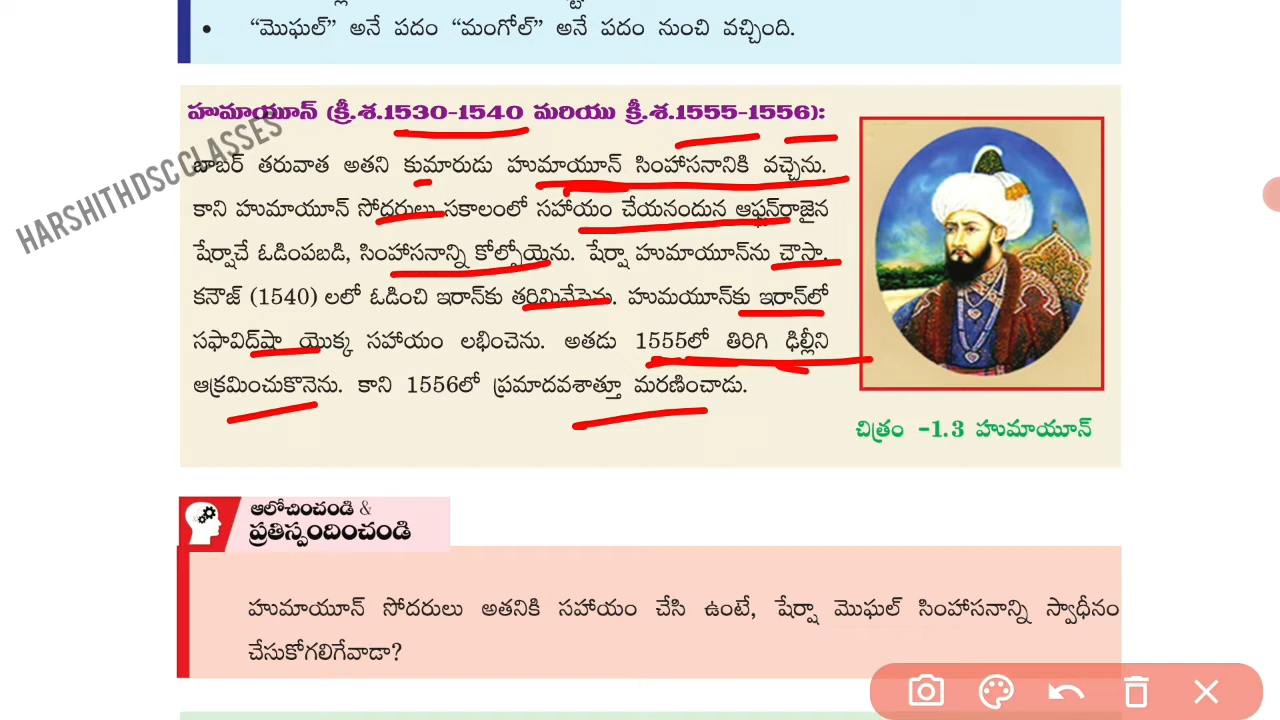 “మొఘల్” అనే పదం “మంగోల్” అనే పదం నుంచి వచ్చింది.
హుమాయూన్ (క్రీ.శ.1530-1540 మరియు క్రీ.శ.1555-1556):
బాబర్ తరువాత అతని కుమారుడు హుమాయూన్ సింహాసనానికి వచ్చెను.
కాని హుమాయూన్ సోదరులు సకాలంలో సహాయం చేయనందున ఆఫ్ఘన్‌రాజైన
షేర్షాచే ఓడింపబడి, సింహాసనాన్ని కోల్పోయెను. షేర్షా హుమాయూన్‌ను చౌసా,
కనౌజ్ (1540) లలో ఓడించి ఇరాన్‌కు తరిమివేసెను. హుమయూన్‌కు ఇరాన్‌లో
సఫావిద్‌షా యొక్క సహాయం లభించెను. అతడు 1555లో తిరిగి ఢిల్లీని
ఆక్రమించుకొనెను. కాని 1556లో ప్రమాదవశాత్తూ మరణించాడు.
చిత్రం -1.3 హుమాయూన్
HARSHITH DSC CLASSES
ఆలోచించండి &
ప్రతిస్పందించండి
హుమాయూన్ సోదరులు అతనికి సహాయం చేసి ఉంటే, షేర్షా మొఘల్ సింహాసనాన్ని స్వాధీనం
చేసుకోగలిగేవాడా?